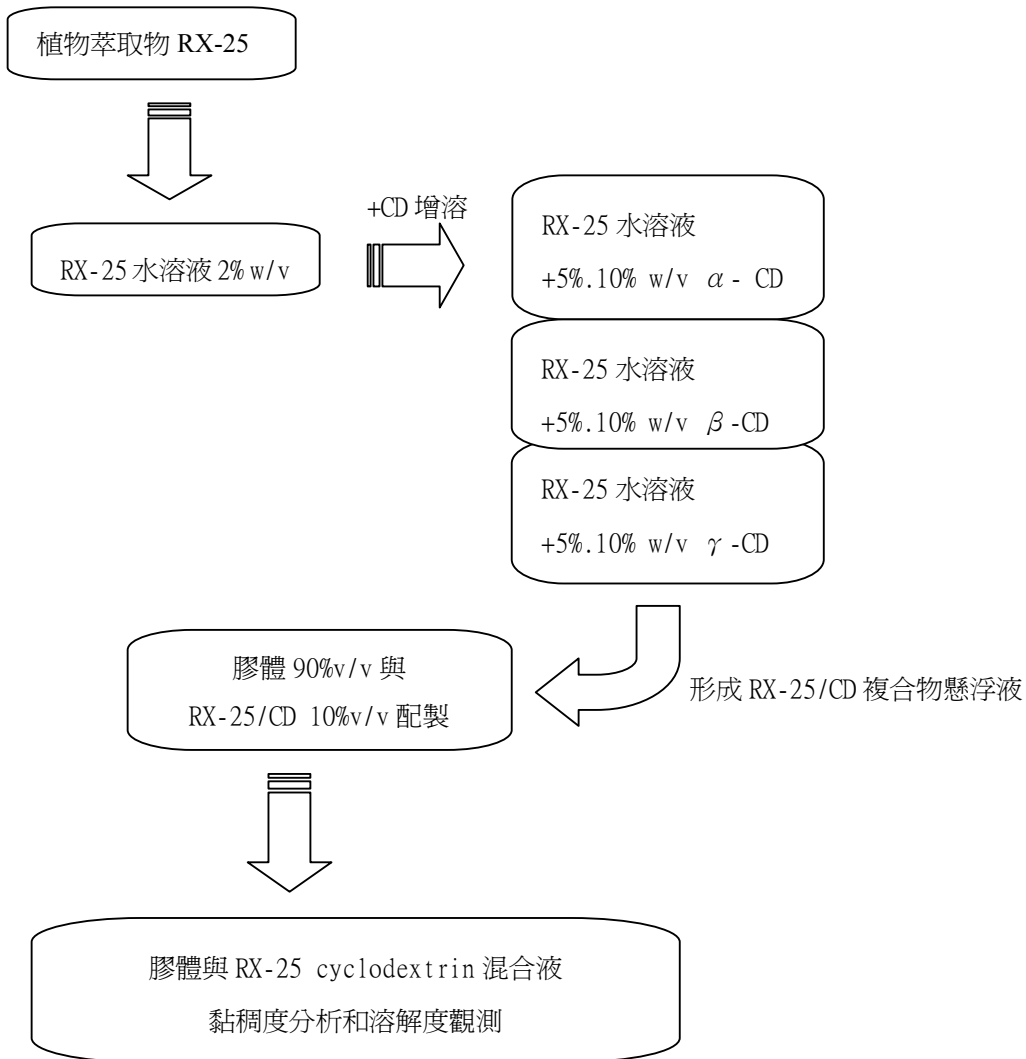 植物萃取物 RX-25
+CD 增溶
RX-25 水溶液 2% w/v
RX-25 水溶液
+5%.10% w/v α - CD
RX-25 水溶液
+5%.10% w/v β -CD
RX-25 水溶液
+5%.10% w/v γ -CD
形成 RX-25/CD 複合物懸浮液
膠體 90%v/v 與
RX-25/CD 10%v/v 配製
膠體與 RX-25 cyclodextrin 混合液
黏稠度分析和溶解度觀測